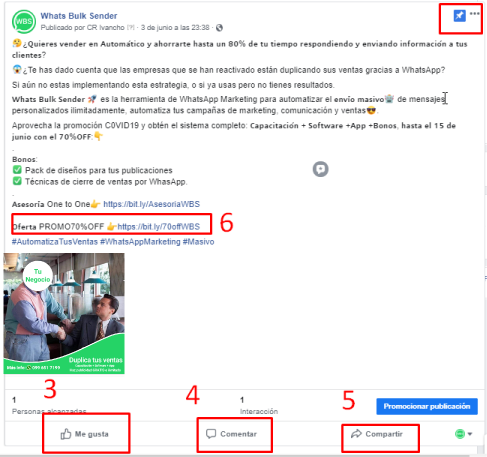 WBS
Whats Bulk Sender
Publicado por CR Ivancho [?] · 3 de junio a las 23:38 ·
🤔¿Quieres vender en Automático y ahorrarte hasta un 80% de tu tiempo respondiendo y enviando información a tus
clientes?
😱¿Te has dado cuenta que las empresas que se han reactivado están duplicando sus ventas gracias a WhatsApp?
Si aún no estas implementando esta estrategia, o si ya usas pero no tienes resultados.
Whats Bulk Sender 🚀 es la herramienta de WhatsApp Marketing para automatizar el envío masivo de mensajes
personalizados ilimitadamente, automatiza tus campañas de marketing, comunicación y ventas😎.
Aprovecha la promoción C0VID19 y obtén el sistema completo: Capacitación + Software +App +Bonos, hasta el 15 de
junio con el 70%OFF:👇
.
Bonos:
✅ Pack de diseños para tus publicaciones
✅ Técnicas de cierre de ventas por WhasApp.
.
Asesoría One to One👉 https://bit.ly/AsesoriaWBS
Oferta PROMO70%OFF 👉https://bit.ly/70offWBS
6
#AutomatizaTusVentas #WhatsAppMarketing #Masivo
Tu
Negocio
Duplica tus ventas
Más info
3
4
5
1
Personas alcanzadas
1
Interacción
Promocionar publicación
Me gusta
Comentar
Compartir